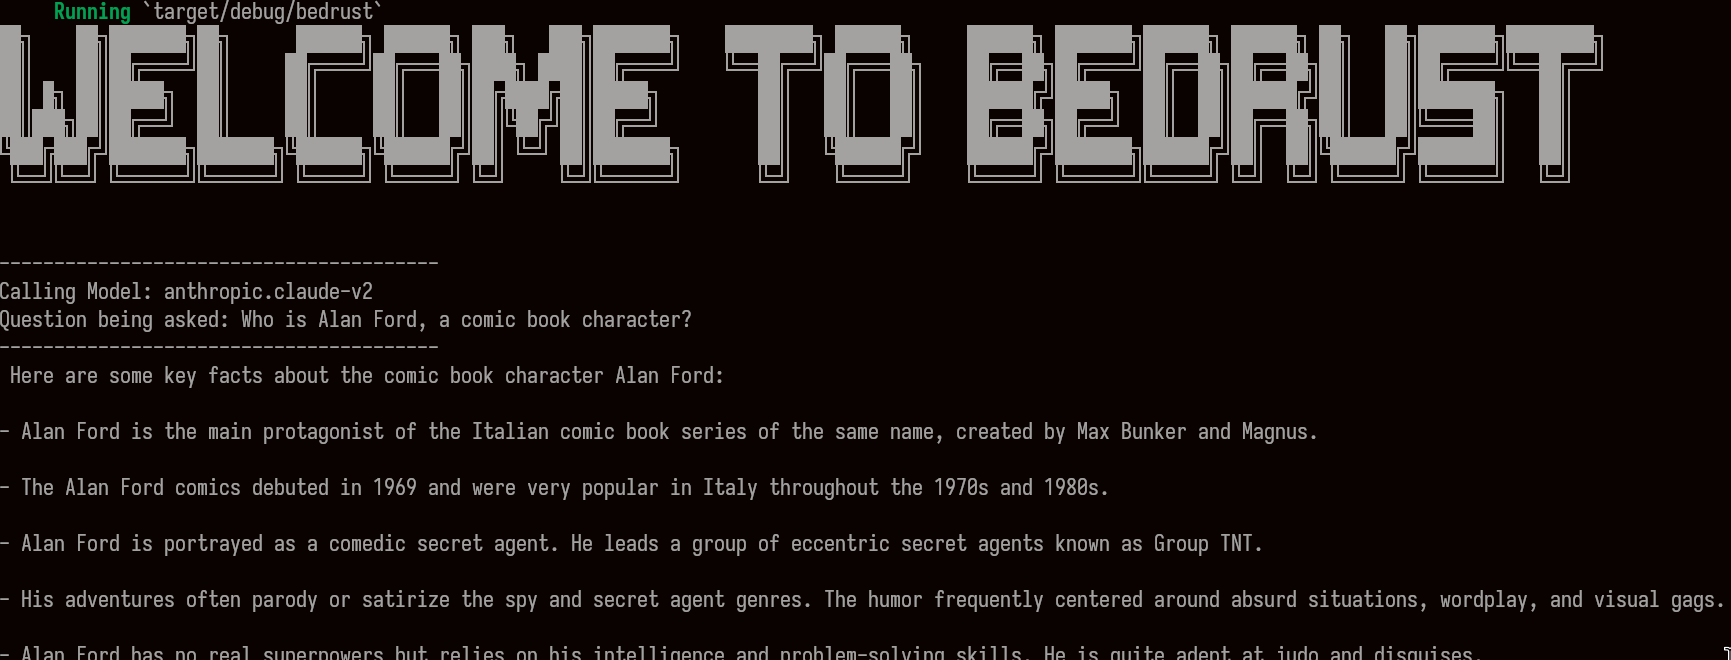 Running `target/debug/bedrust`
WELCOME TO BEDRUST
----------------------------------------
Calling Model: anthropic.claude-v2
Question being asked: Who is Alan Ford, a comic book character?
----------------------------------------
Here are some key facts about the comic book character Alan Ford:
- Alan Ford is the main protagonist of the Italian comic book series of the same name, created by Max Bunker and Magnus.
- The Alan Ford comics debuted in 1969 and were very popular in Italy throughout the 1970s and 1980s.
- Alan Ford is portrayed as a comedic secret agent. He leads a group of eccentric secret agents known as Group TNT.
- His adventures often parody or satirize the spy and secret agent genres. The humor frequently centered around absurd situations, wordplay, and visual gags.
- Alan Ford has no real superpowers but relies on his intelligence and problem-solving skills. He is quite adept at judo and disguises.